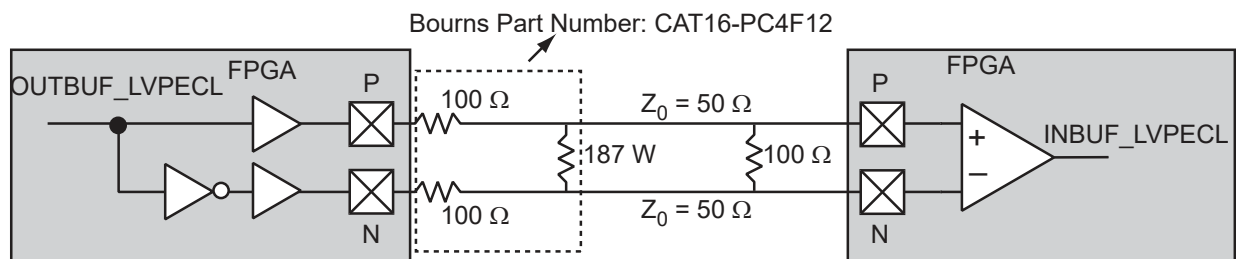 Bourns Part Number: CAT16-PC4F12
OUTBUF_LVPECL
FPGA
P
100 Ω
Z0 = 50 Ω
187 W
100 Ω
100 Ω
N
Z0 = 50 Ω
FPGA
P
+
–
INBUF_LVPECL
N